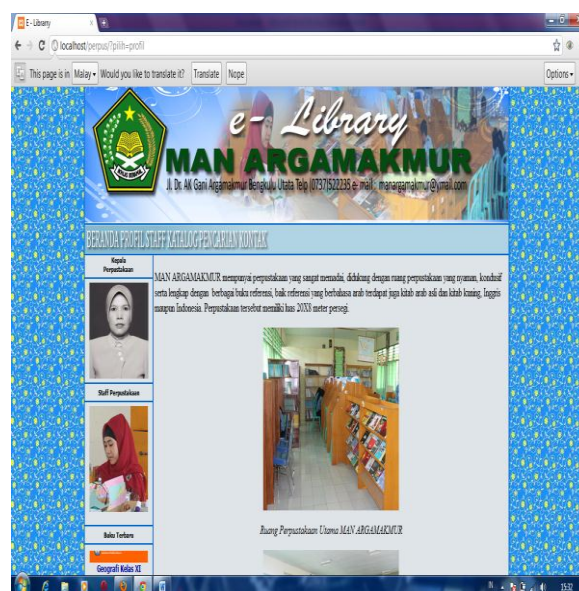 E - Library
localhost/perpus/?pilih=profil
This page is in Malay Would you like to translate it? Translate Nope Options
e - Library
MAN ARGAMAKMUR
Jl. Dr. AK Gani Argamakmur Bengkulu Utata Telp (0737)522235 e- mail : manargamakmur@ymail.com
BERANDA PROFIL STAFF KATALOG PENCARIAN KONTAK
Kepala
Perpustakaan
MAN ARGAMAKMUR mempunyai perpustakaan yang sangat memadai, didukung dengan ruang perpustakaan yang nyaman, kondusif
serta lengkap dengan berbagai buku referensi, baik referensi yang berbahasa arab terdapat juga kitab arab asli dan kitab kuning, Inggris
maupun Indonesia. Perpustakaan tersebut memiliki luas 20X8 meter persegi.
Staff Perpustakaan
Ruang Perpustakaan Utama MAN ARGAMAKMUR
Buku Terbaru
Geografi Kelas XI
IN
15:32